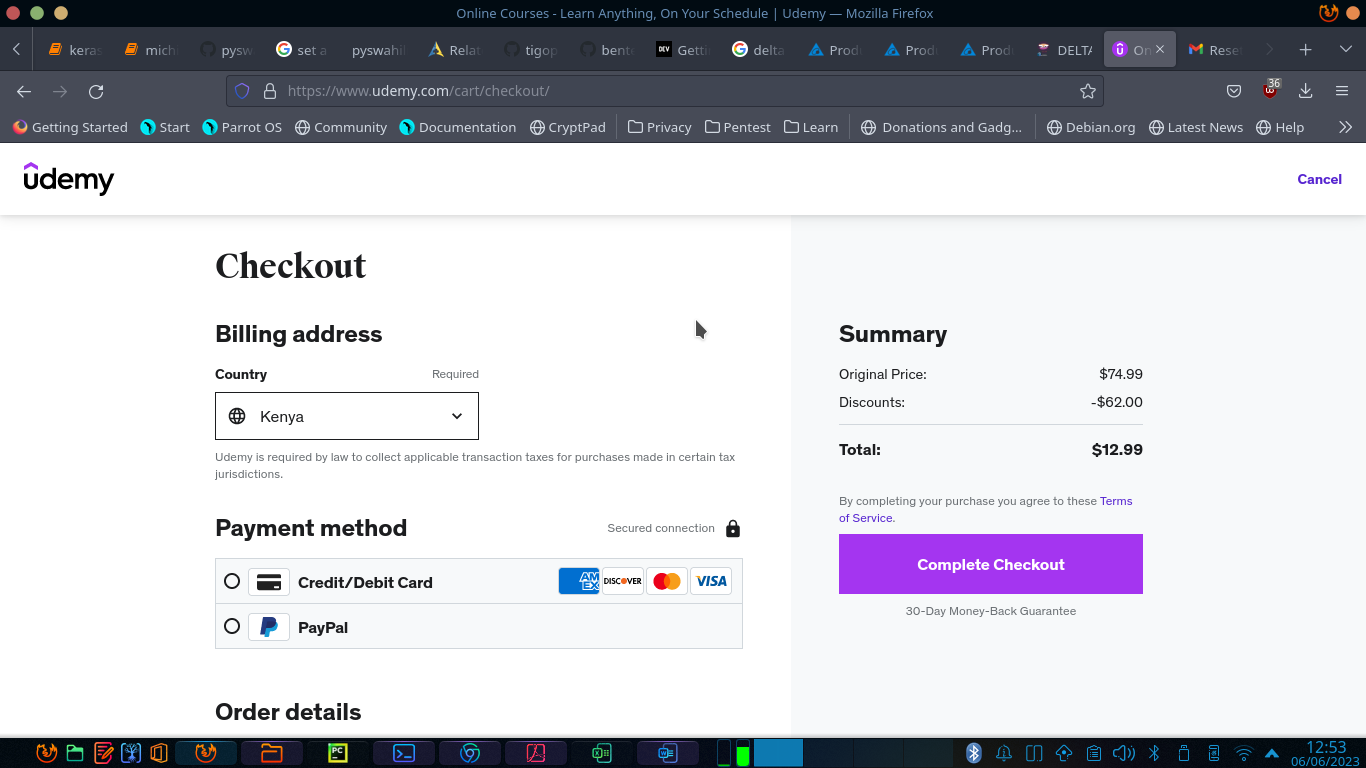 Online Courses - Learn Anything, On Your Schedule | Udemy — Mozilla Firefox
keras
mich
pysw
set a
pyswahil
Relat
tigop
bente
DEV
Getti
delta
Prod
Prod
Prod
DELTA
On
Rese
https://www.udemy.com/cart/checkout/
36
Getting Started
Start
Parrot OS
Community
Documentation
CryptPad
Privacy
Pentest
Learn
Donations and Gadg...
Debian.org
Latest News
Help
udemy
Cancel
Checkout
Billing address
Country
Required
Kenya
Udemy is required by law to collect applicable transaction taxes for purchases made in certain tax
jurisdictions.
Payment method
Secured connection
Credit/Debit Card
AM
EX
DISCOVER
VISA
PayPal
Order details
Summary
Original Price: $74.99
Discounts: -$62.00
Total: $12.99
By completing your purchase you agree to these Terms
of Service.
Complete Checkout
30-Day Money-Back Guarantee
PC
12:53
06/06/2023